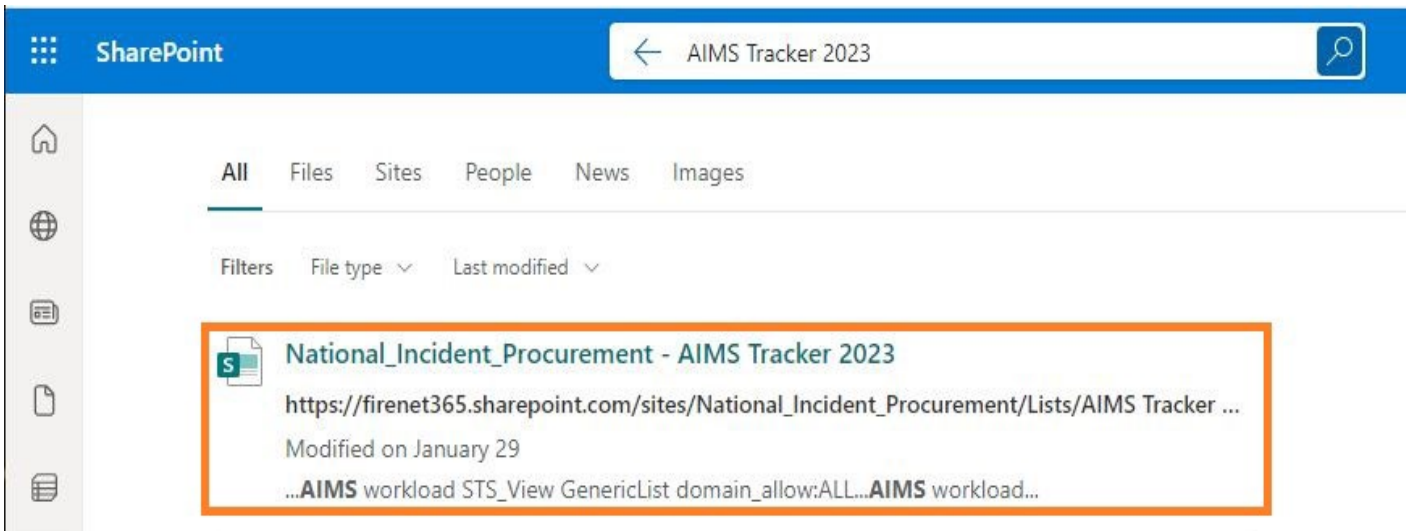 SharePoint
AIMS Tracker 2023
All Files Sites People News Images
Filters File type Last modified
National_Incident_Procurement - AIMS Tracker 2023
https://firenet365.sharepoint.com/sites/National_Incident_Procurement/Lists/AIMS Tracker ...
Modified on January 29
...AIMS workload STS_View GenericList domain_allow:ALL...AIMS workload...